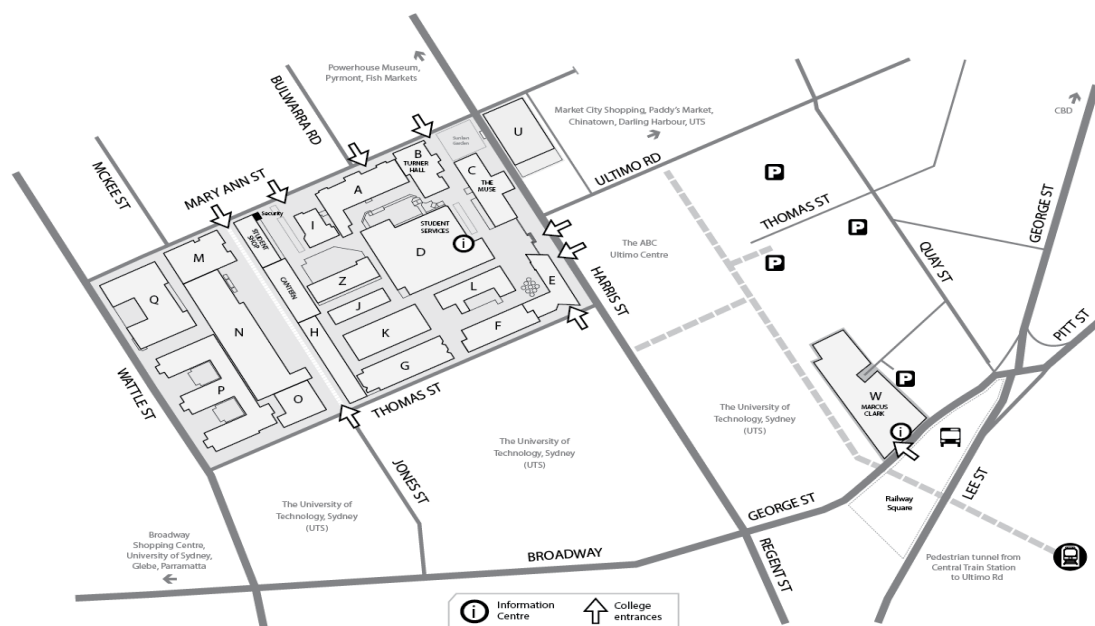 Powerhouse Museum,
Pyrmont, Fish Markets
BULWARRA RD
Market City Shopping, Paddy's Market,
Chinatown, Darling Harbour, UTS
CBD
MCKEE ST
MARY ANN ST
B
TURNER
HALL
Sunken
Garden
U
C
THE
MUSE
A
ULTIMO RD
P
THOMAS ST
P
GEORGE ST
Security
STUDENT
SHOP
I
STUDENT
SERVICES
D
i
The ABC
Ultimo Centre
P
QUAY ST
M
CANTEEN
Z
L
E
HARRIS ST
Q
N
H
J
K
F
G
PITT ST
WATTLE ST
P
O
THOMAS ST
P
W
MARCUS
CLARK
i
The University of
Technology, Sydney
(UTS)
The University of
Technology, Sydney
(UTS)
JONES ST
The University of
Technology, Sydney
(UTS)
GEORGE ST
Railway
Square
LEE ST
Broadway
Shopping Centre,
University of Sydney,
Glebe, Parramatta
BROADWAY
REGENT ST
Pedestrian tunnel from
Central Train Station
to Ultimo Rd
i
Information
Centre
College
entrances